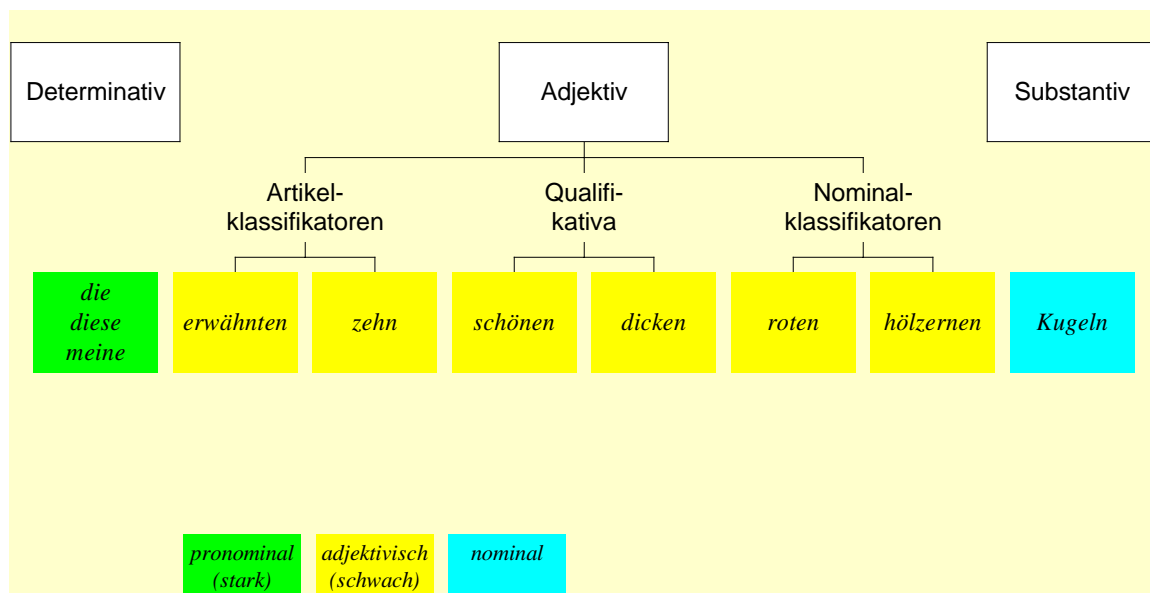 Determinativ
Adjektiv
Substantiv
Artikel-
klassifikatoren
Qualifi-
kativa
Nominal-
klassifikatoren
die
diese
meine
erwähnten
zehn
schönen
dicken
roten
hölzernen
Kugeln
pronominal
(stark)
adjektivisch
(schwach)
nominal